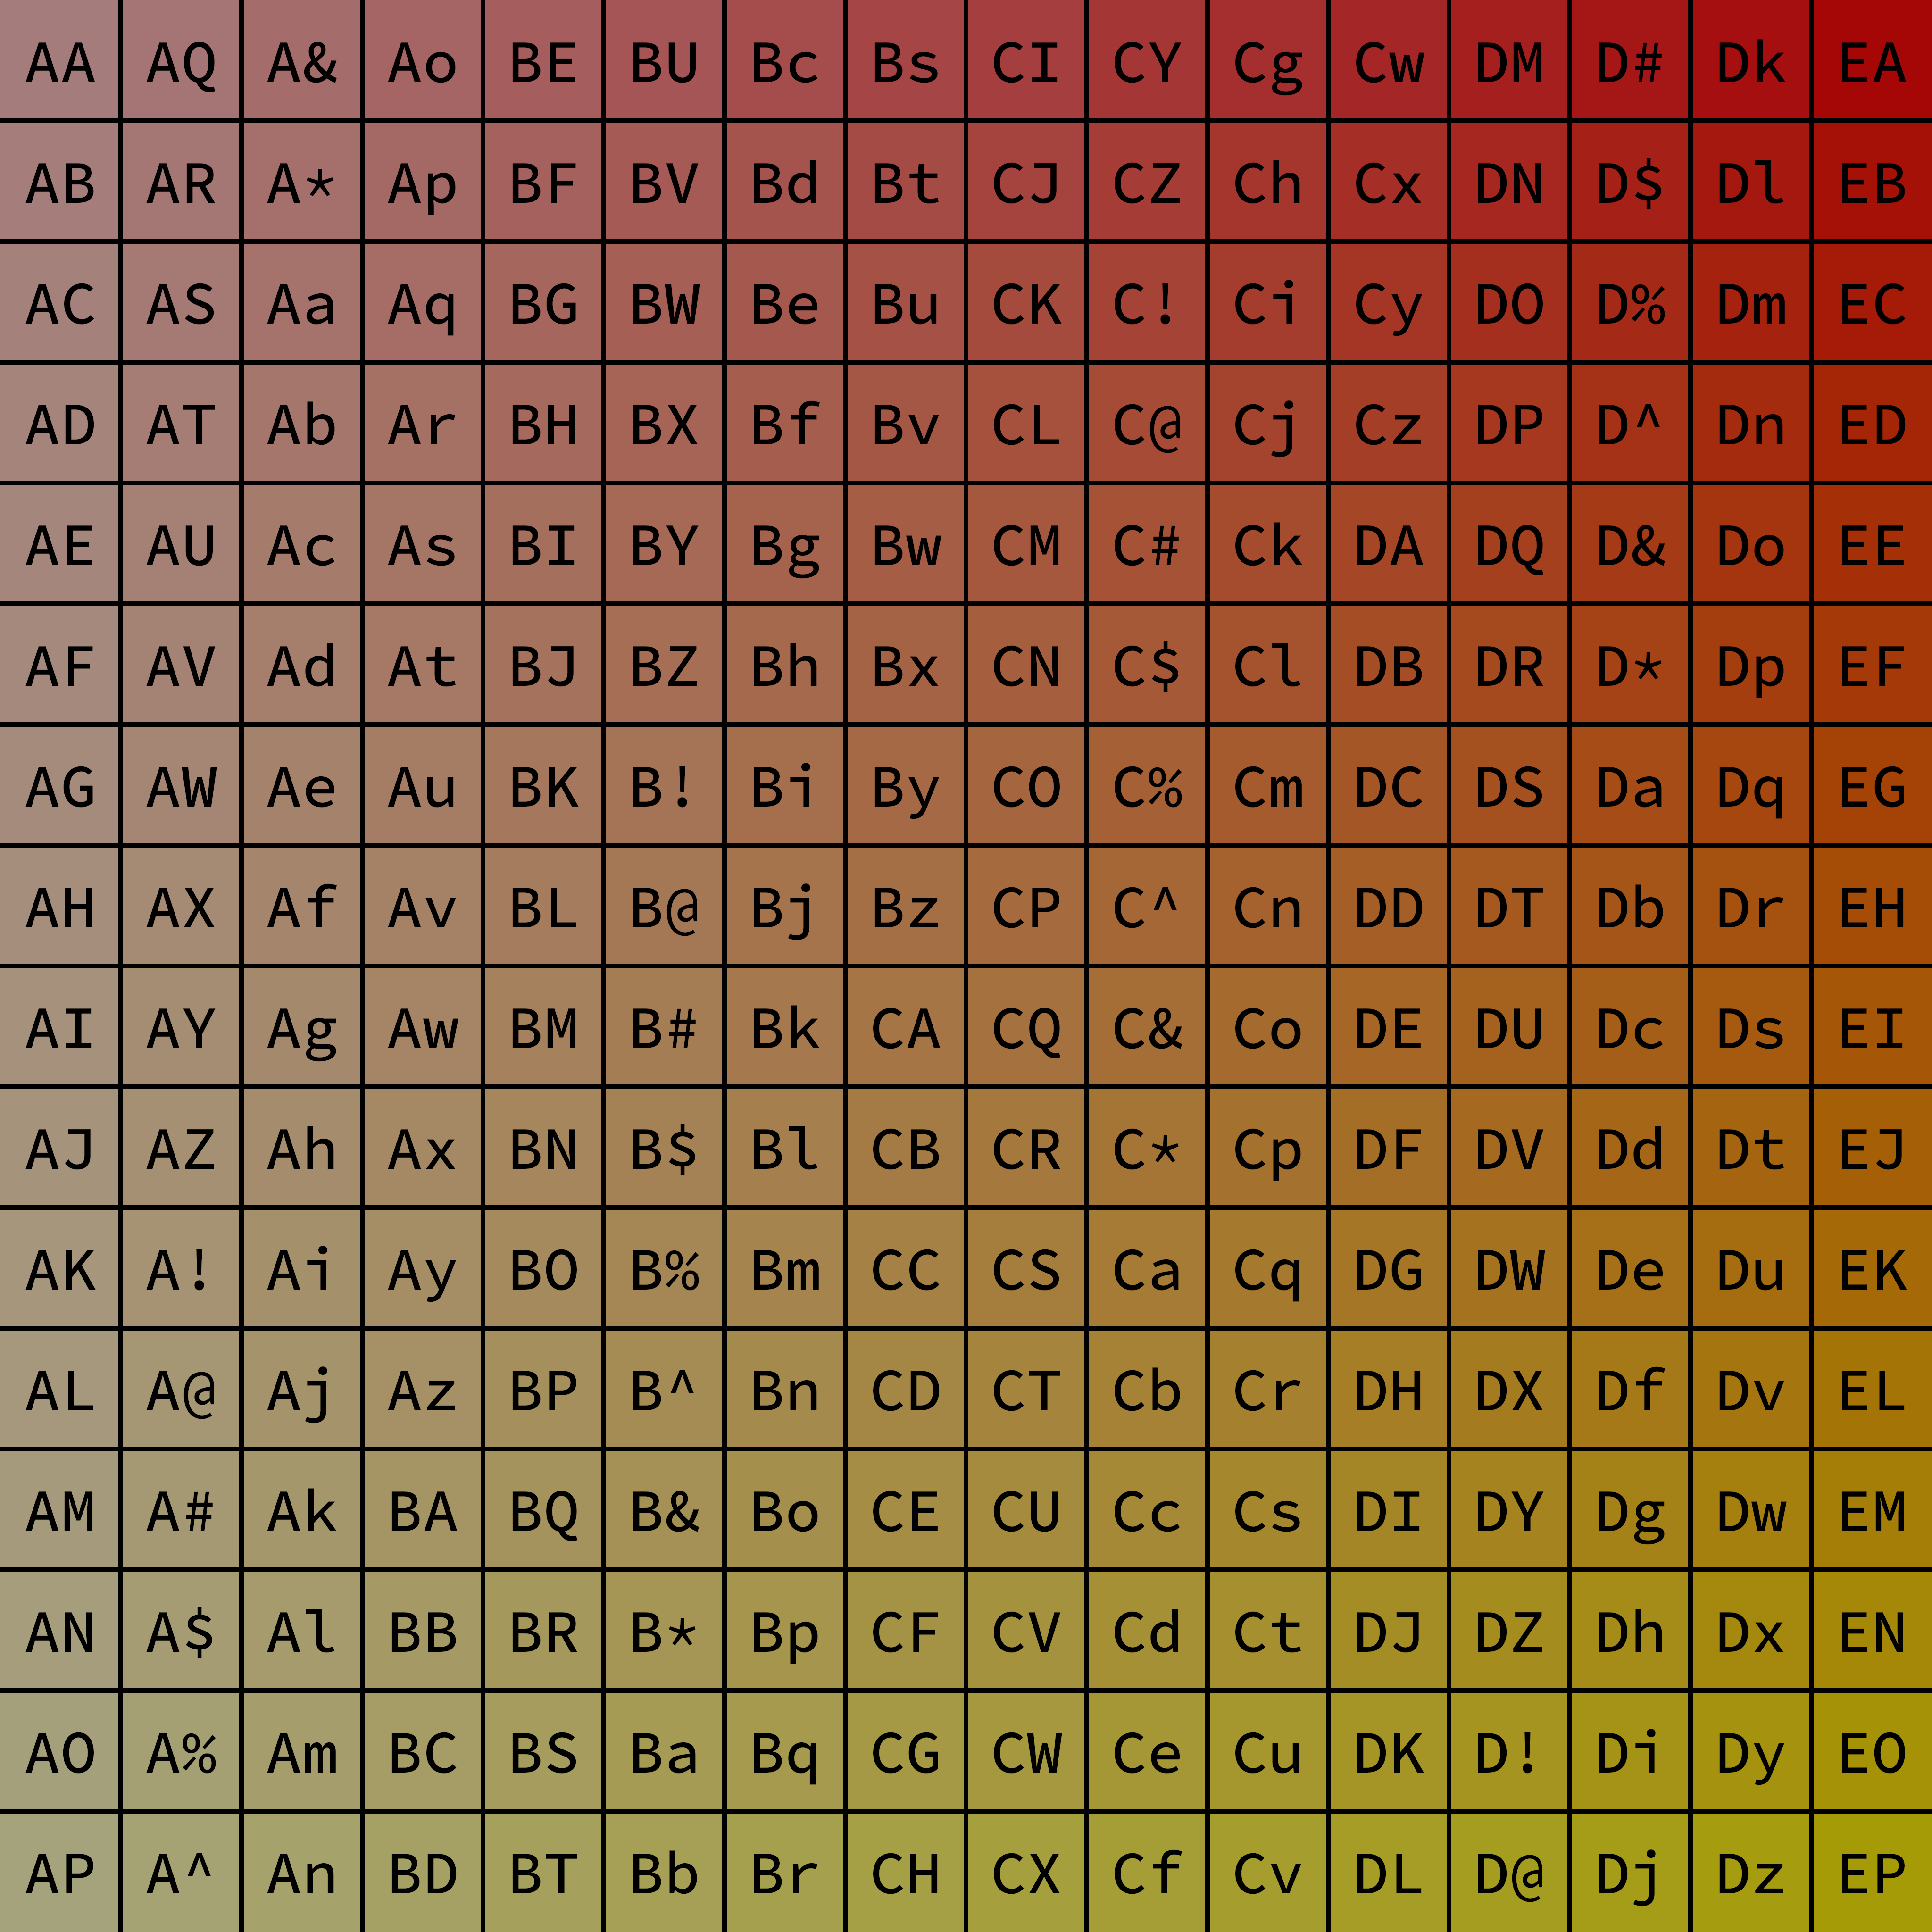 AA AQ A& Ao BE BU Bc Bs CI CY Cg Cw DM D# Dk EA
AB AR A* Ap BF BV Bd Bt CJ CZ Ch Cx DN D$ Dl EB
AC AS Aa Aq BG BW Be Bu CK C! Ci Cy DO D% Dm EC
AD AT Ab Ar BH BX Bf Bv CL C@ Cj Cz DP D^ Dn ED
AE AU Ac As BI BY Bg Bw CM C# Ck DA DQ D& Do EE
AF AV Ad At BJ BZ Bh Bx CN C$ Cl DB DR D* Dp EF
AG AW Ae Au BK B! Bi By CO C% Cm DC DS Da Dq EG
AH AX Af Av BL B@ Bj Bz CP C^ Cn DD DT Db Dr EH
AI AY Ag Aw BM B# Bk CA CQ C& Co DE DU Dc Ds EI
AJ AZ Ah Ax BN B$ Bl CB CR C* Cp DF DV Dd Dt EJ
AK A! Ai Ay BO B% Bm CC CS Ca Cq DG DW De Du EK
AL A@ Aj Az BP B^ Bn CD CT Cb Cr DH DX Df Dv EL
AM A# Ak BA BQ B& Bo CE CU Cc Cs DI DY Dg Dw EM
AN A$ Al BB BR B* Bp CF CV Cd Ct DJ DZ Dh Dx EN
AO A% Am BC BS Ba Bq CG CW Ce Cu DK D! Di Dy EO
AP A^ An BD BT Bb Br CH CX Cf Cv DL D@ Dj Dz EP